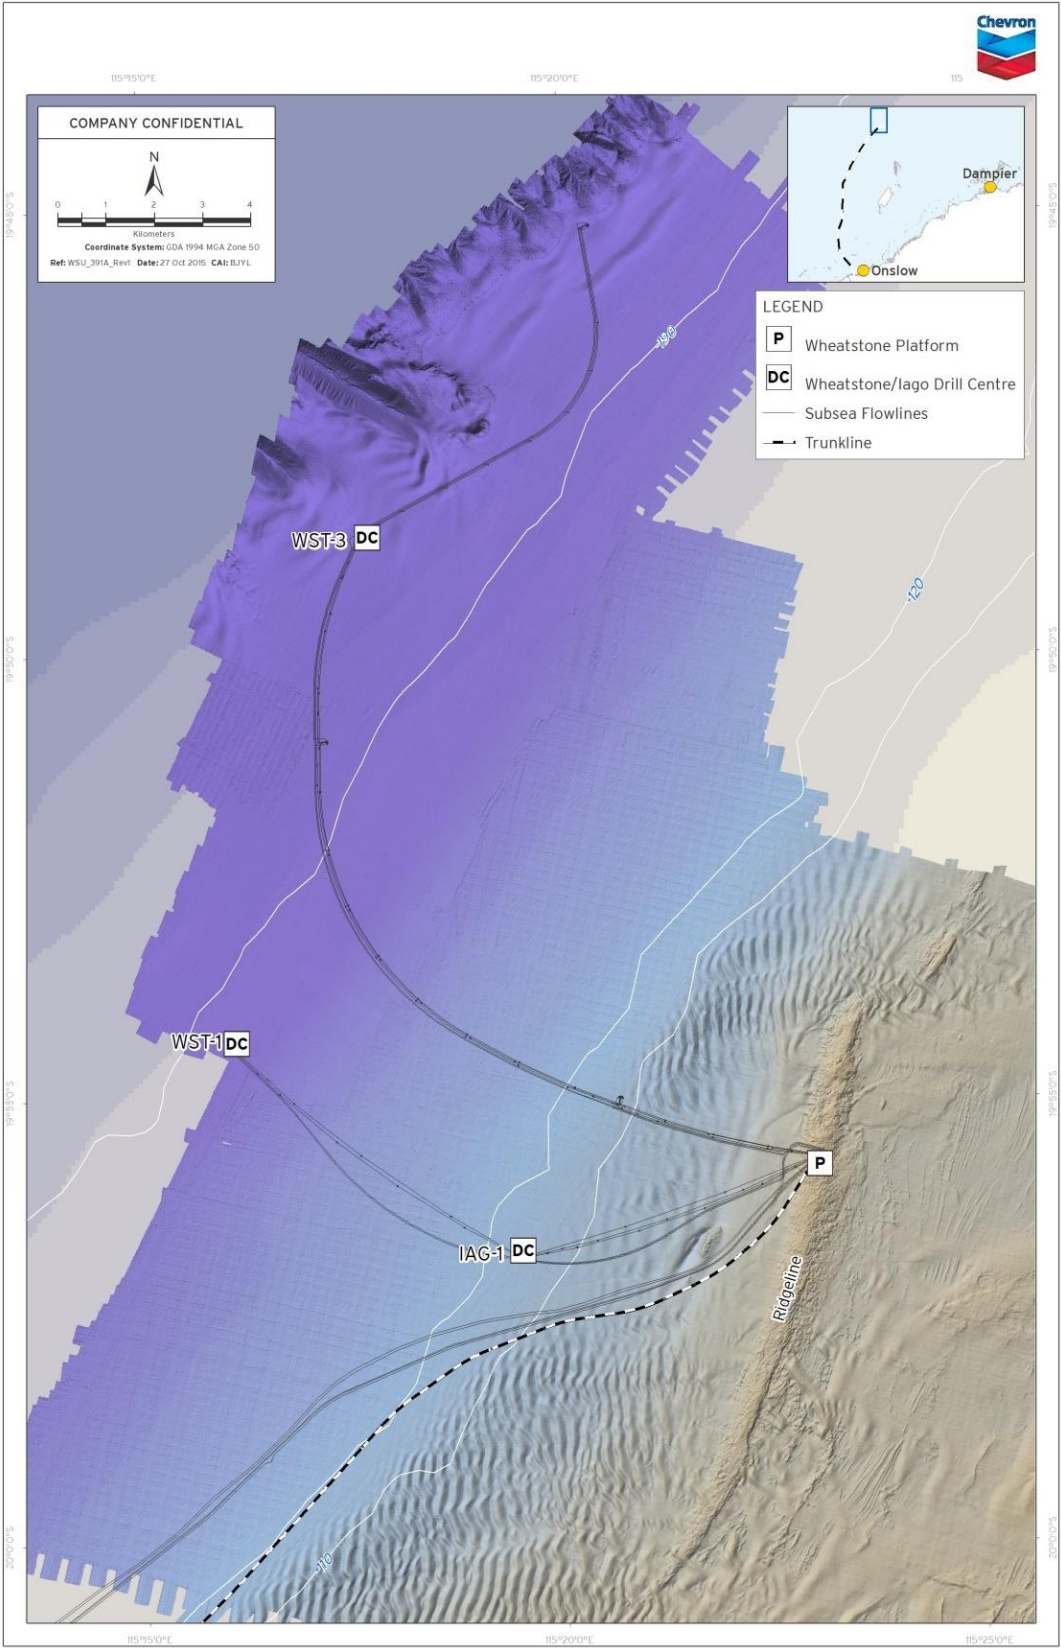 Chevron
115°15'0"E
115°20'0"E
115
COMPANY CONFIDENTIAL
N
0 1 2 3 4
Kilometers
Coordinate System: GDA 1994 MGA Zone 50
Ref: WSU_391A_Rev1 Date: 27 Oct 2015 CAI: BJYL
Dampier
Onslow
19°45'0"S
19°45'0"S
LEGEND
P Wheatstone Platform
DC Wheatstone/Iago Drill Centre
Subsea Flowlines
Trunkline
-190
WST-3 DC
-120
19°50'0"S
19°50'0"S
WST-1 DC
19°55'0"S
19°55'0"S
P
IAG-1 DC
Ridgeline
20°0'0"S
20°0'0"S
-110
115°15'0"E
115°20'0"E
115°25'0"E